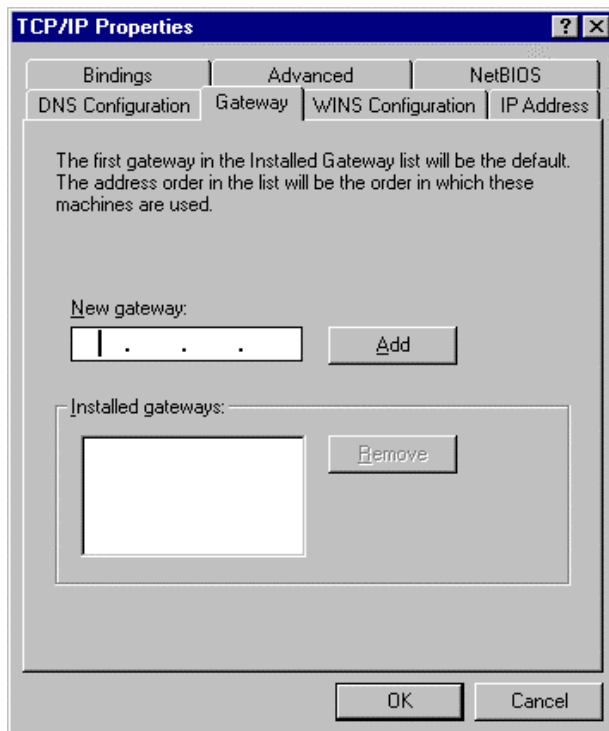 TCP/IP Properties
Bindings Advanced NetBIOS
DNS Configuration Gateway WINS Configuration IP Address
The first gateway in the Installed Gateway list will be the default.
The address order in the list will be the order in which these
machines are used.
New gateway:
. . .
Add
Installed gateways:
Remove
OK Cancel